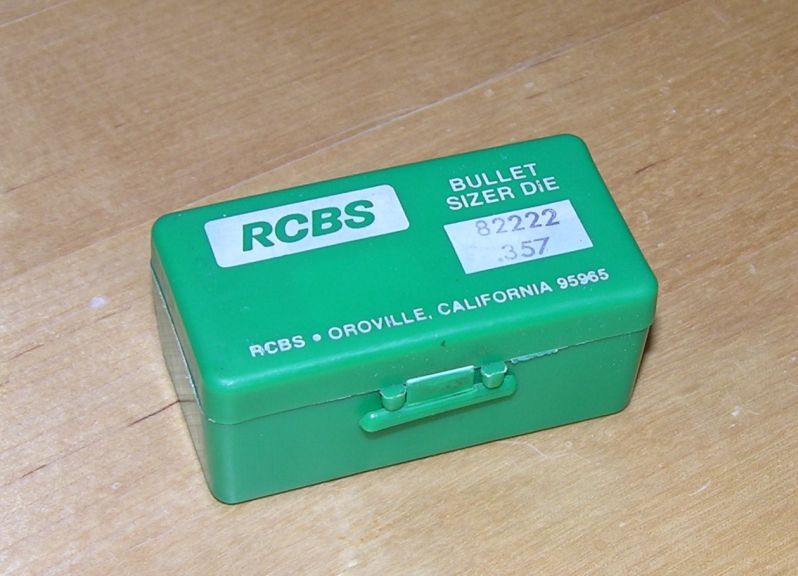 RCBS
BULLET
SIZER DIE
82222
.357
RCBS • OROVILLE, CALIFORNIA 95965